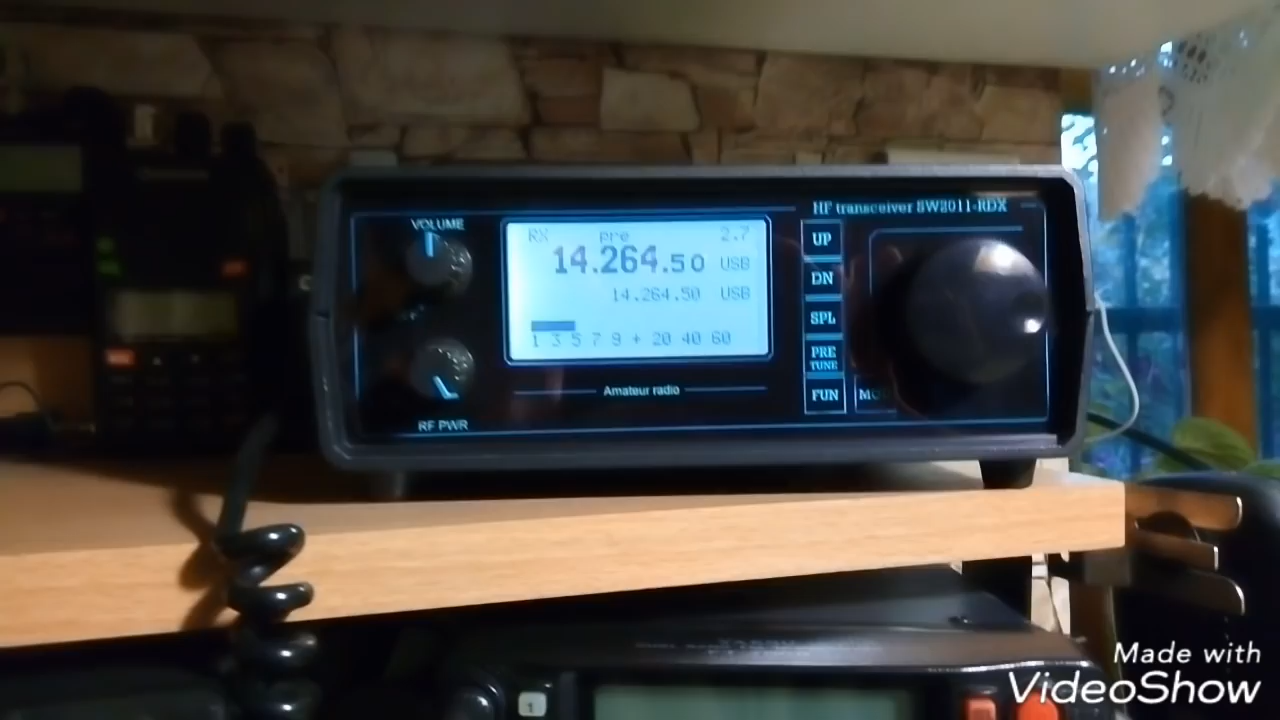 HF transceiver SW2011-RDX
VOLUME
RX pre 2.7
14.264.50 USB
14.264.50 USB
1 3 5 7 9 + 20 40 60
UP
DN
SPL
PRE
TUNE
FUN
Amateur radio
RF PWR
1
Made with
VideoShow